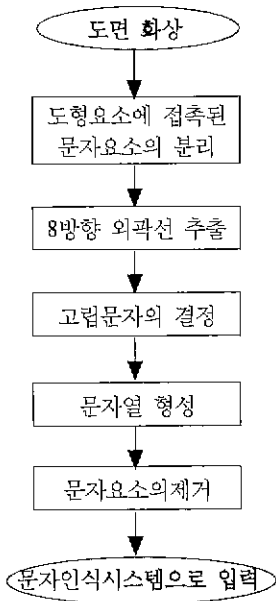 도면 화상
도형요소에 접촉된
문자요소의 분리
8방향 외곽선 추출
고립문자의 결정
문자열 형성
문자요소의제거
문자인식시스템으로 입력